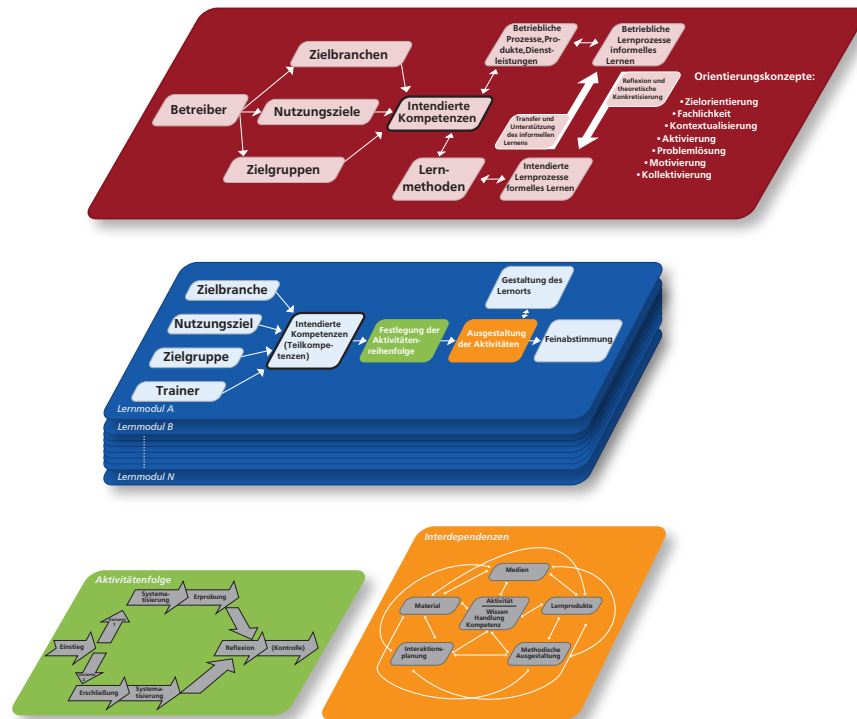 Zielbranchen
Betreiber
Nutzungsziele
Zielgruppen
Intendierte
Kompetenzen
Lern-
methoden
Betriebliche
Prozesse,Pro-
dukte,Dienst-
leistungen
Betriebliche
Lernprozesse
informelles
Lernen
Transfer und
Unterstützung
des informellen
Lernens
Reflexion und
theoretische
Konkretisierung
Intendierte
Lernprozesse
formelles Lernen
Orientierungskonzepte:
•Zielorientierung
•Fachlichkeit
•Kontextualisierung
•Aktivierung
•Problemlösung
•Motivierung
•Kollektivierung
Zielbranche
Nutzungsziel
Zielgruppe
Trainer
Intendierte
Kompetenzen
(Teilkompe-
tenzen)
Festlegung der
Aktivitäten-
reihenfolge
Ausgestaltung
der Aktivitäten
Gestaltung des
Lernorts
Feinabstimmung
Lernmodul A
Lernmodul B
Lernmodul N
Aktivitätenfolge
Einstieg
Variante
1
Systema-
tisierung
Erprobung
Erschließung
Systema-
tisierung
Reflexion
(Kontrolle)
Interdependenzen
Medien
Material
Aktivität
Wissen
Handlung
Kompetenz
Lernprodukte
Interaktions-
planung
Methodische
Ausgestaltung